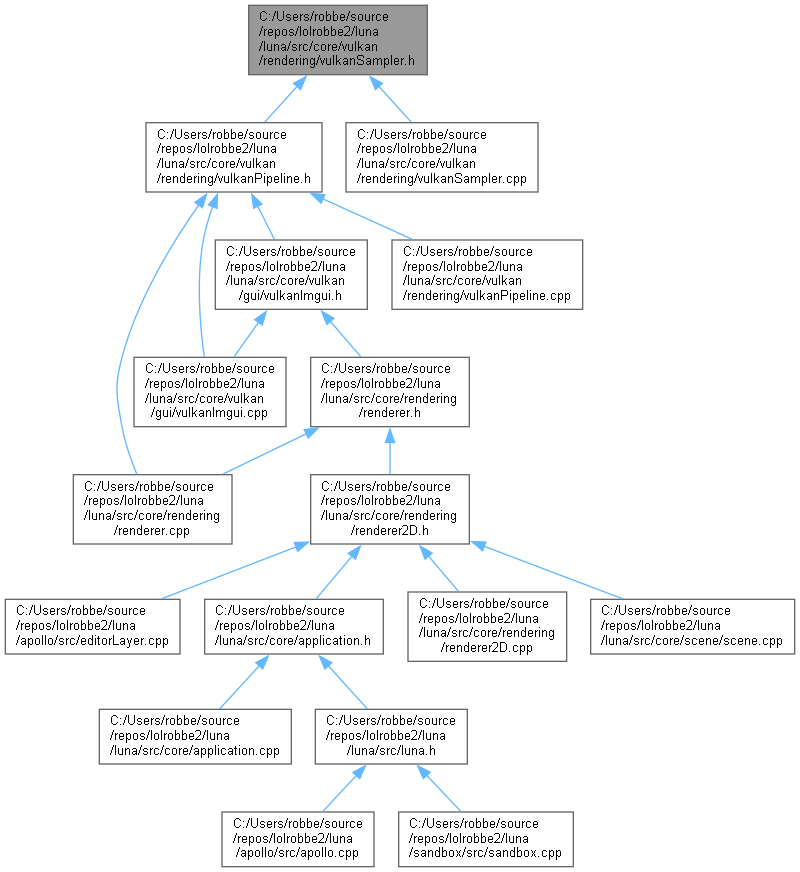 C:/Users/robbe/source
/repos/lolrobbe2/luna
/luna/src/core/vulkan
/rendering/vulkanSampler.h
C:/Users/robbe/source
/repos/lolrobbe2/luna
/luna/src/core/vulkan
/rendering/vulkanPipeline.h
C:/Users/robbe/source
/repos/lolrobbe2/luna
/luna/src/core/vulkan
/rendering/vulkanSampler.cpp
C:/Users/robbe/source
/repos/lolrobbe2/luna
/luna/src/core/vulkan
/gui/vulkanImgui.h
C:/Users/robbe/source
/repos/lolrobbe2/luna
/luna/src/core/vulkan
/rendering/vulkanPipeline.cpp
C:/Users/robbe/source
/repos/lolrobbe2/luna
/luna/src/core/vulkan
/gui/vulkanImgui.cpp
C:/Users/robbe/source
/repos/lolrobbe2/luna
/luna/src/core/rendering
/renderer.h
C:/Users/robbe/source
/repos/lolrobbe2/luna
/luna/src/core/rendering
/renderer.cpp
C:/Users/robbe/source
/repos/lolrobbe2/luna
/luna/src/core/rendering
/renderer2D.h
C:/Users/robbe/source
/repos/lolrobbe2/luna
/apollo/src/editorLayer.cpp
C:/Users/robbe/source
/repos/lolrobbe2/luna
/luna/src/core/application.h
C:/Users/robbe/source
/repos/lolrobbe2/luna
/luna/src/core/rendering
/renderer2D.cpp
C:/Users/robbe/source
/repos/lolrobbe2/luna
/luna/src/core/scene/scene.cpp
C:/Users/robbe/source
/repos/lolrobbe2/luna
/luna/src/core/application.cpp
C:/Users/robbe/source
/repos/lolrobbe2/luna
/luna/src/luna.h
C:/Users/robbe/source
/repos/lolrobbe2/luna
/apollo/src/apollo.cpp
C:/Users/robbe/source
/repos/lolrobbe2/luna
/sandbox/src/sandbox.cpp